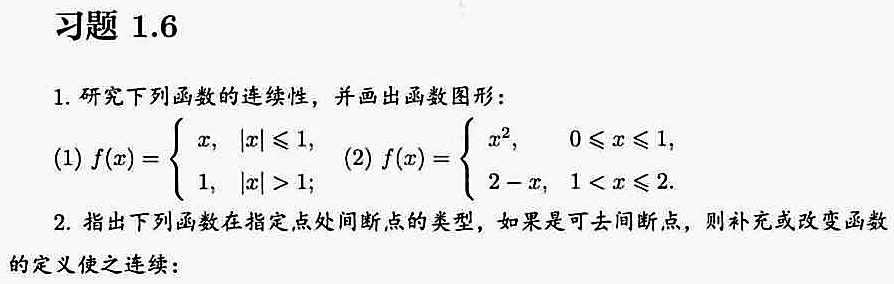 习题 1.6
1. 研究下列函数的连续性，并画出函数图形：
(1) f(x) = { x, |x| ⩽ 1, (2) f(x) = { x², 0 ⩽ x ⩽ 1,
1, |x| > 1; 2 − x, 1 < x ⩽ 2.
2. 指出下列函数在指定点处间断点的类型，如果是可去间断点，则补充或改变函数
的定义使之连续：